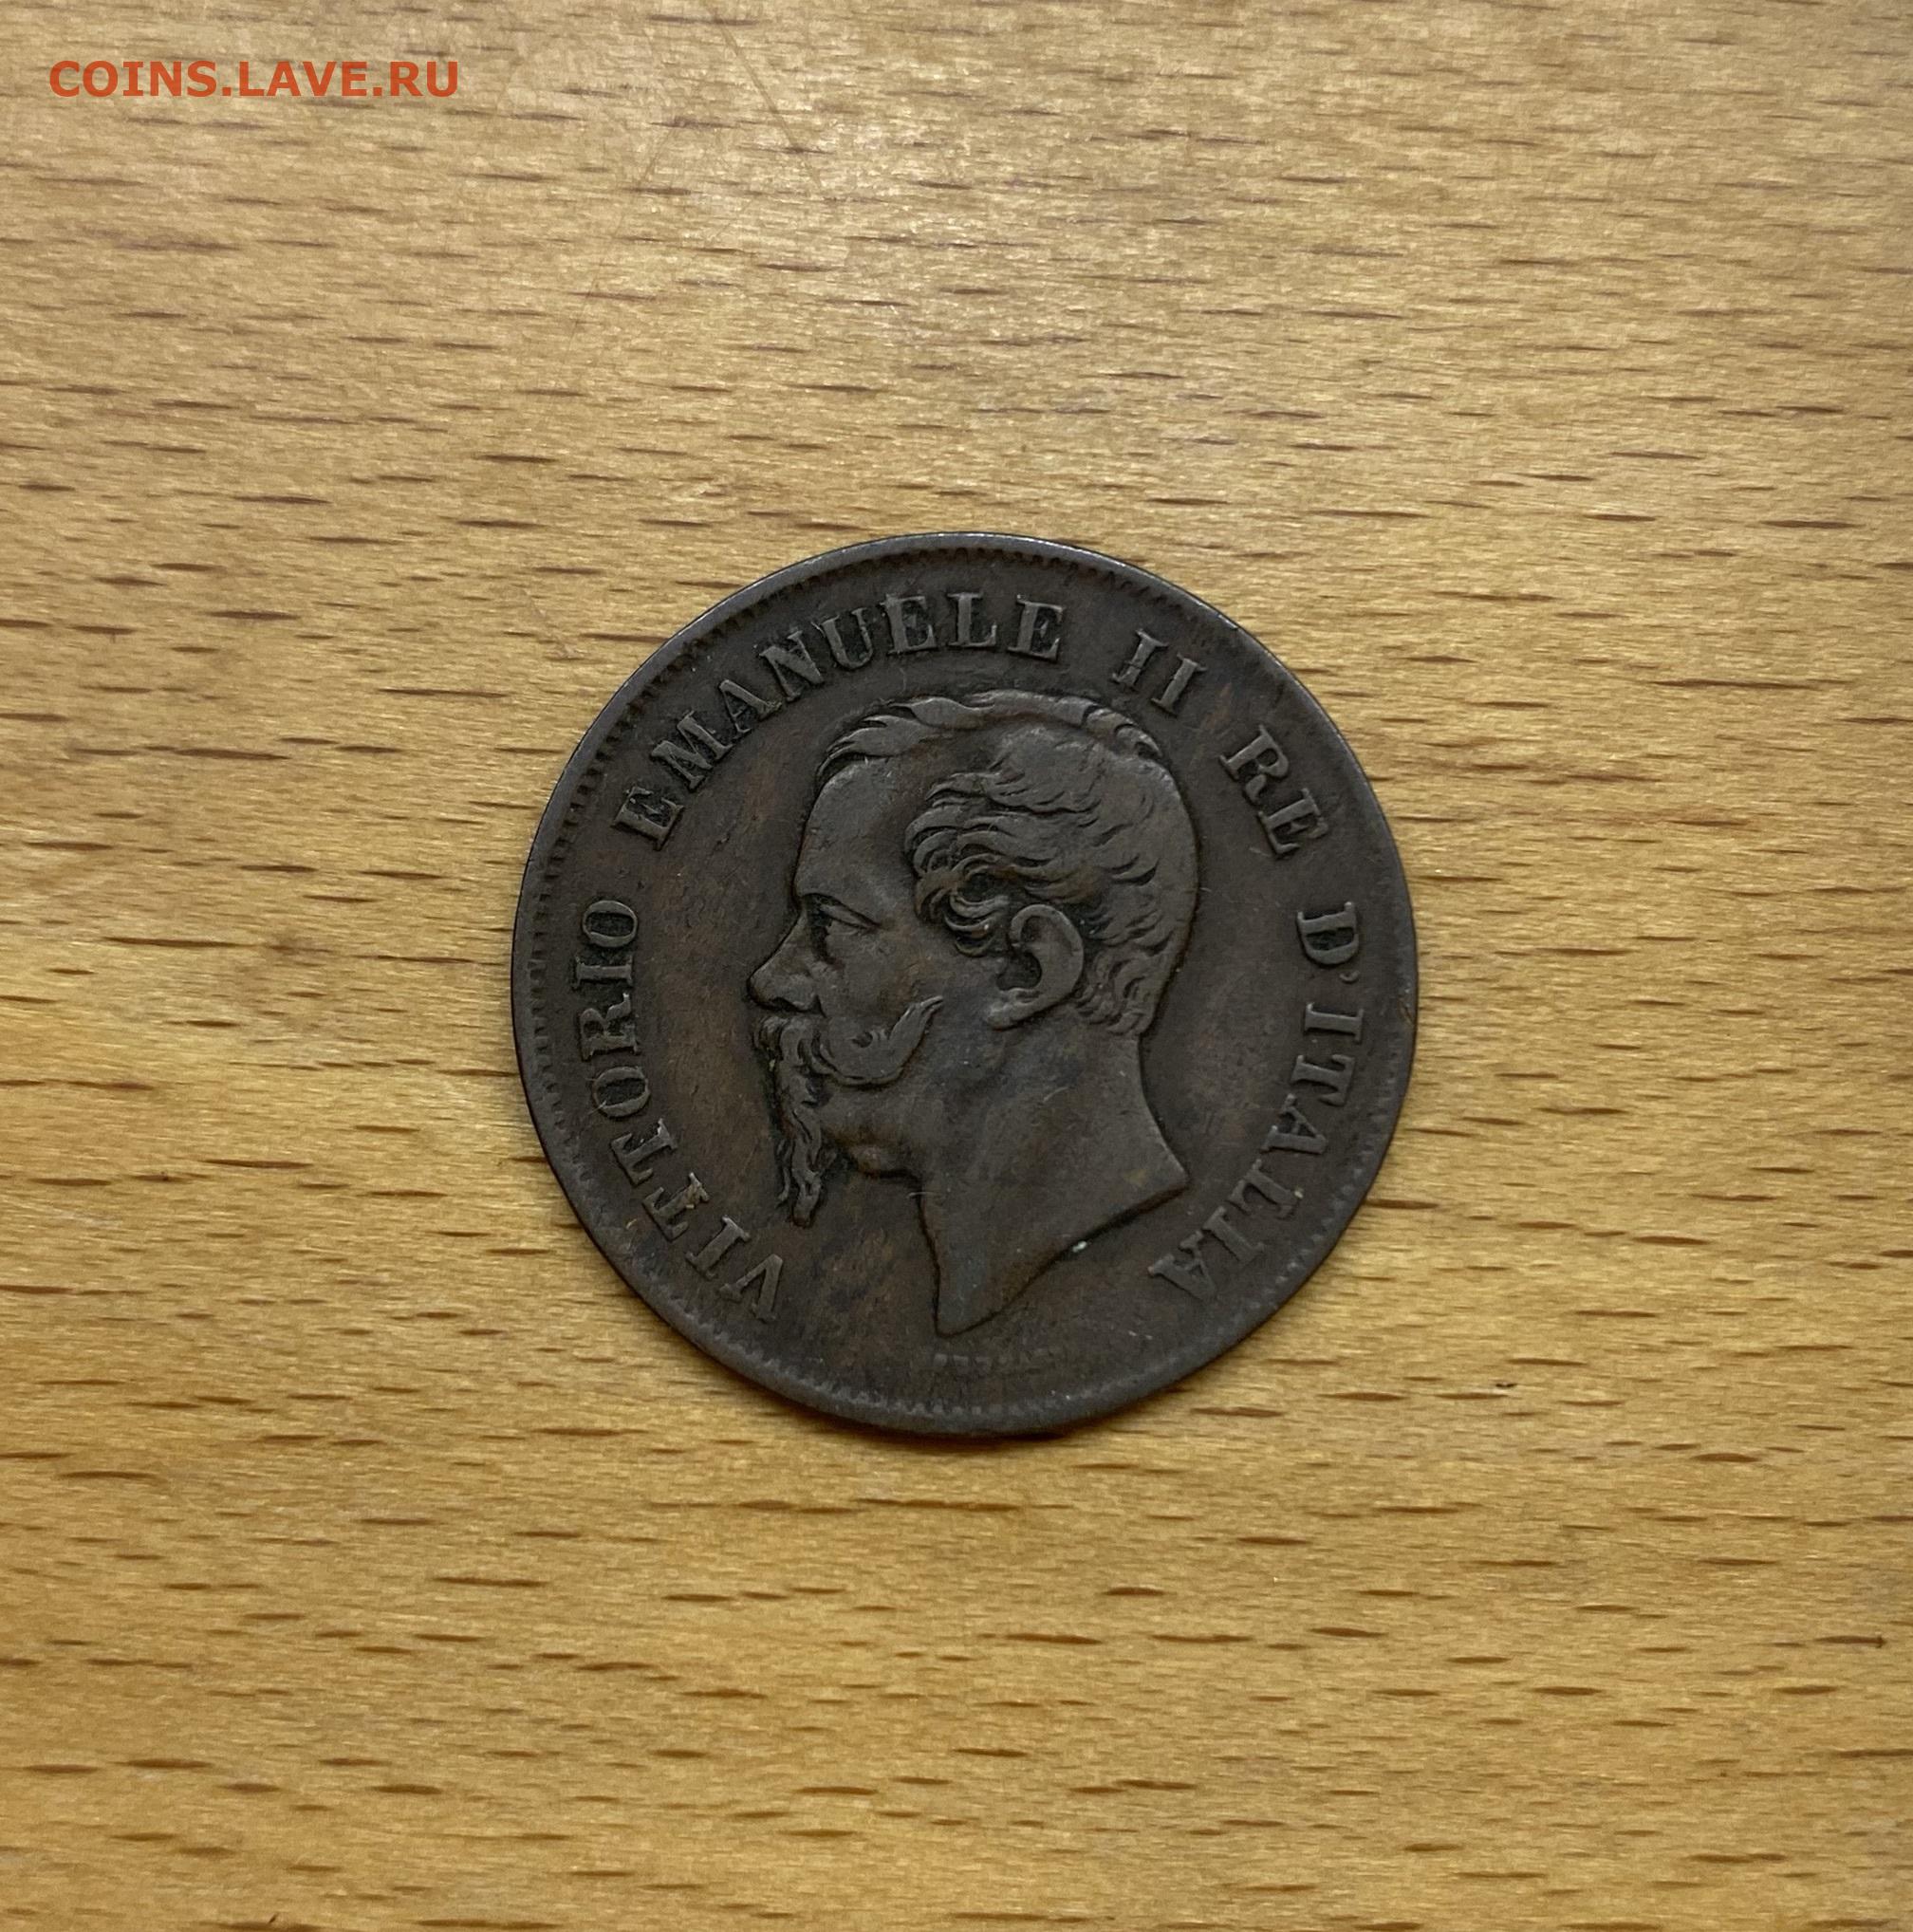 COINS.LAVE.RU
VITTORIO EMANUELE II RE D'ITALIA